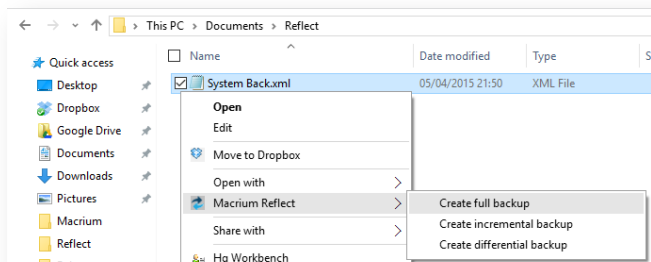 This PC > Documents > Reflect
Name
Date modified
Type
S
Quick access
Desktop
Dropbox
Google Drive
Documents
Downloads
Pictures
Macrium
Reflect
System Back.xml
05/04/2015 21:50
XML File
Open
Edit
Move to Dropbox
Open with
Macrium Reflect
Share with
Hg Workbench
Create full backup
Create incremental backup
Create differential backup